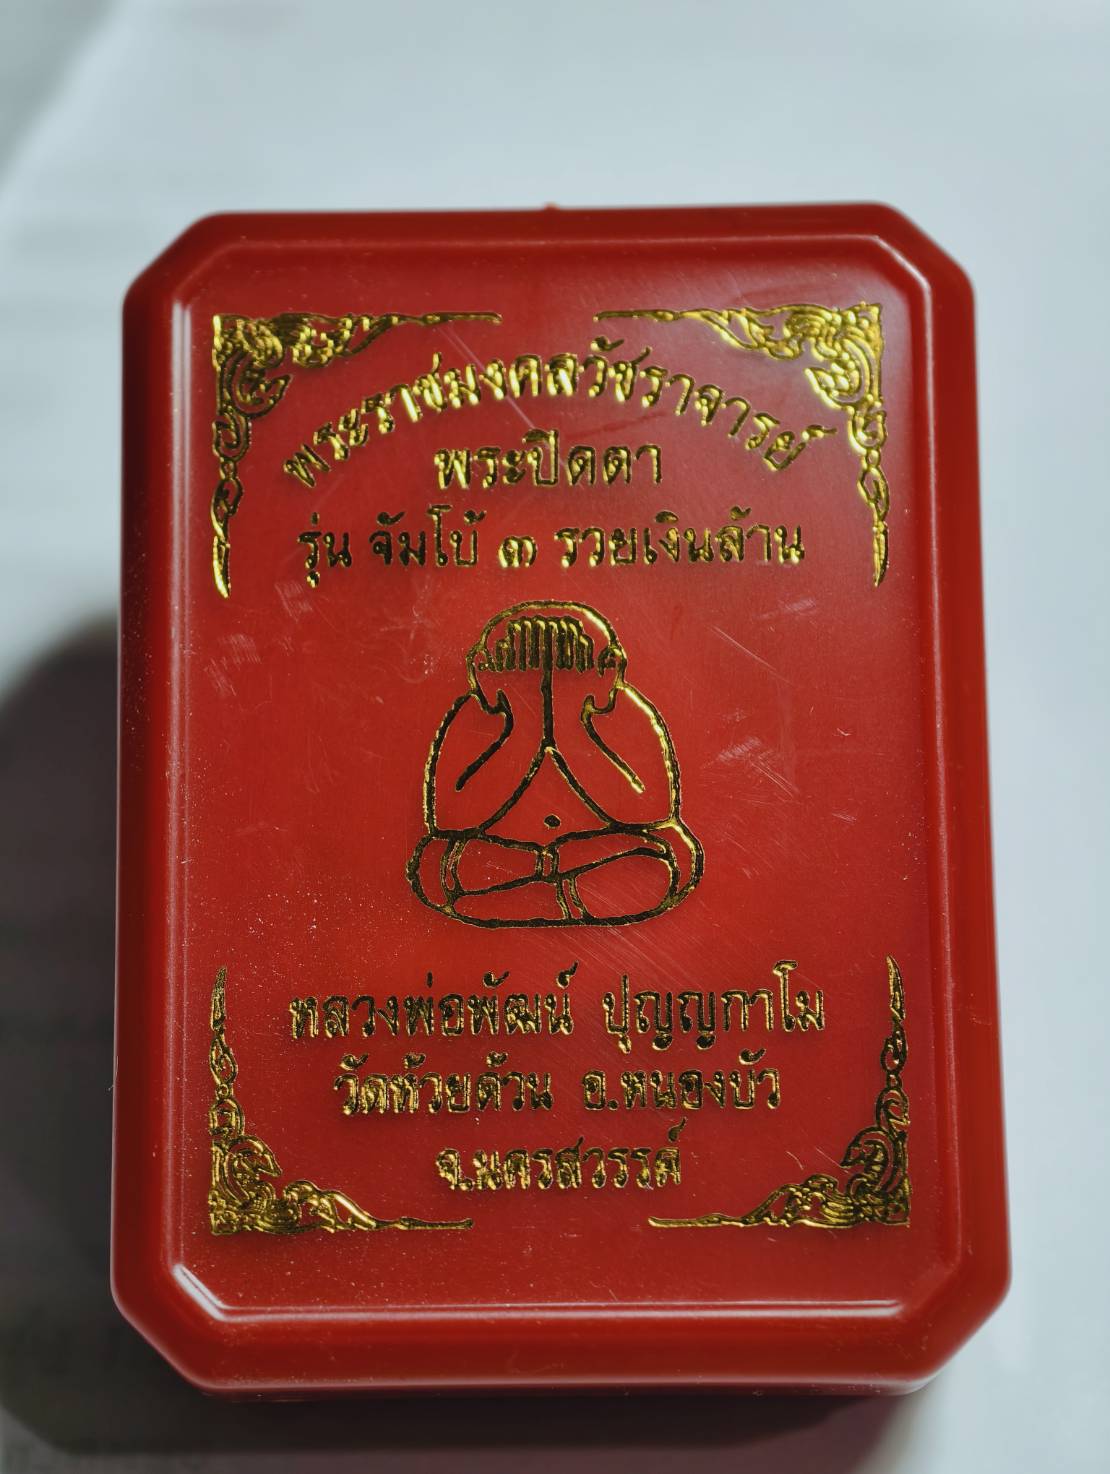 พระราชมงคลวัชราจารย์
พระปิดตา
รุ่น จัมโบ้ ๓ รวยเงินล้าน
หลวงพ่อพัฒน์ ปุญญกาโม
วัดห้วยด้วน อ.หนองบัว
จ.นครสวรรค์